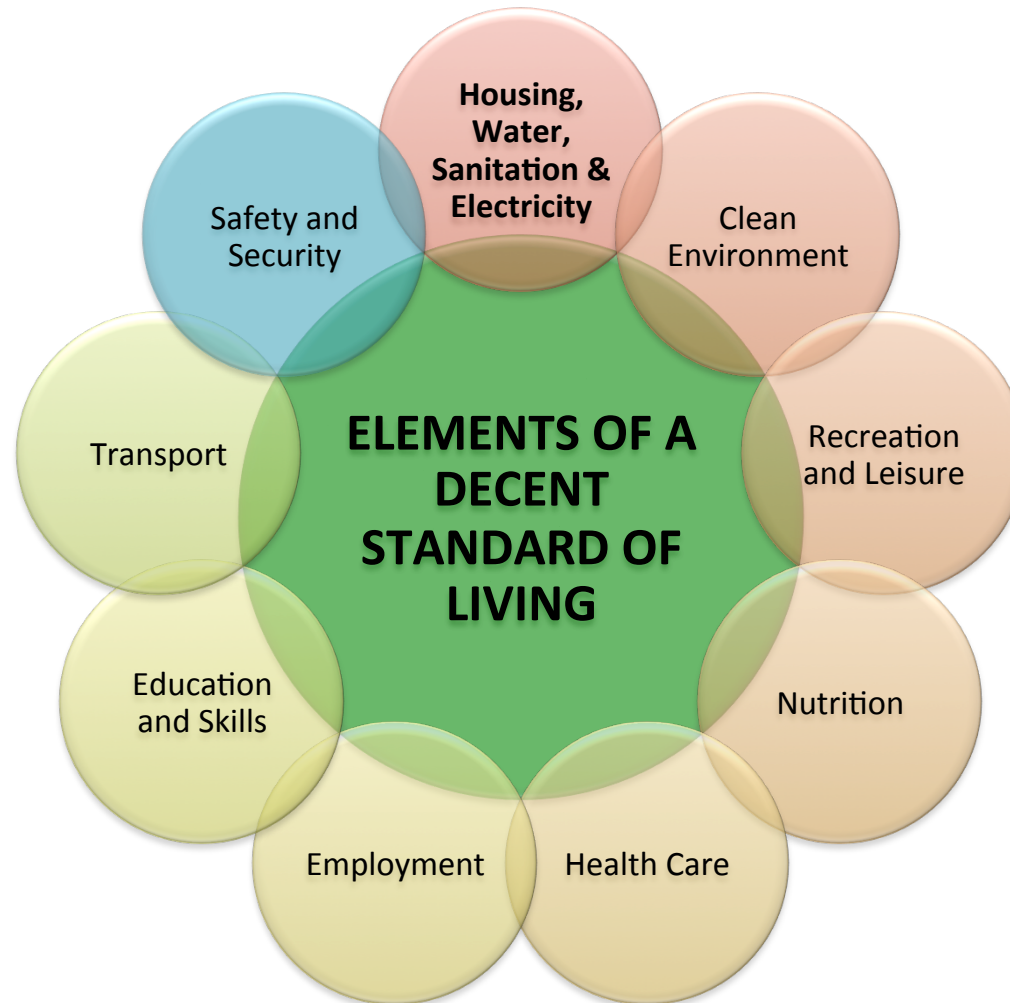 Housing,
Water,
Sanitation &
Electricity
Clean
Environment
Recreation
and Leisure
Nutrition
Health Care
Employment
Education
and Skills
Transport
Safety and
Security
ELEMENTS OF A
DECENT
STANDARD OF
LIVING